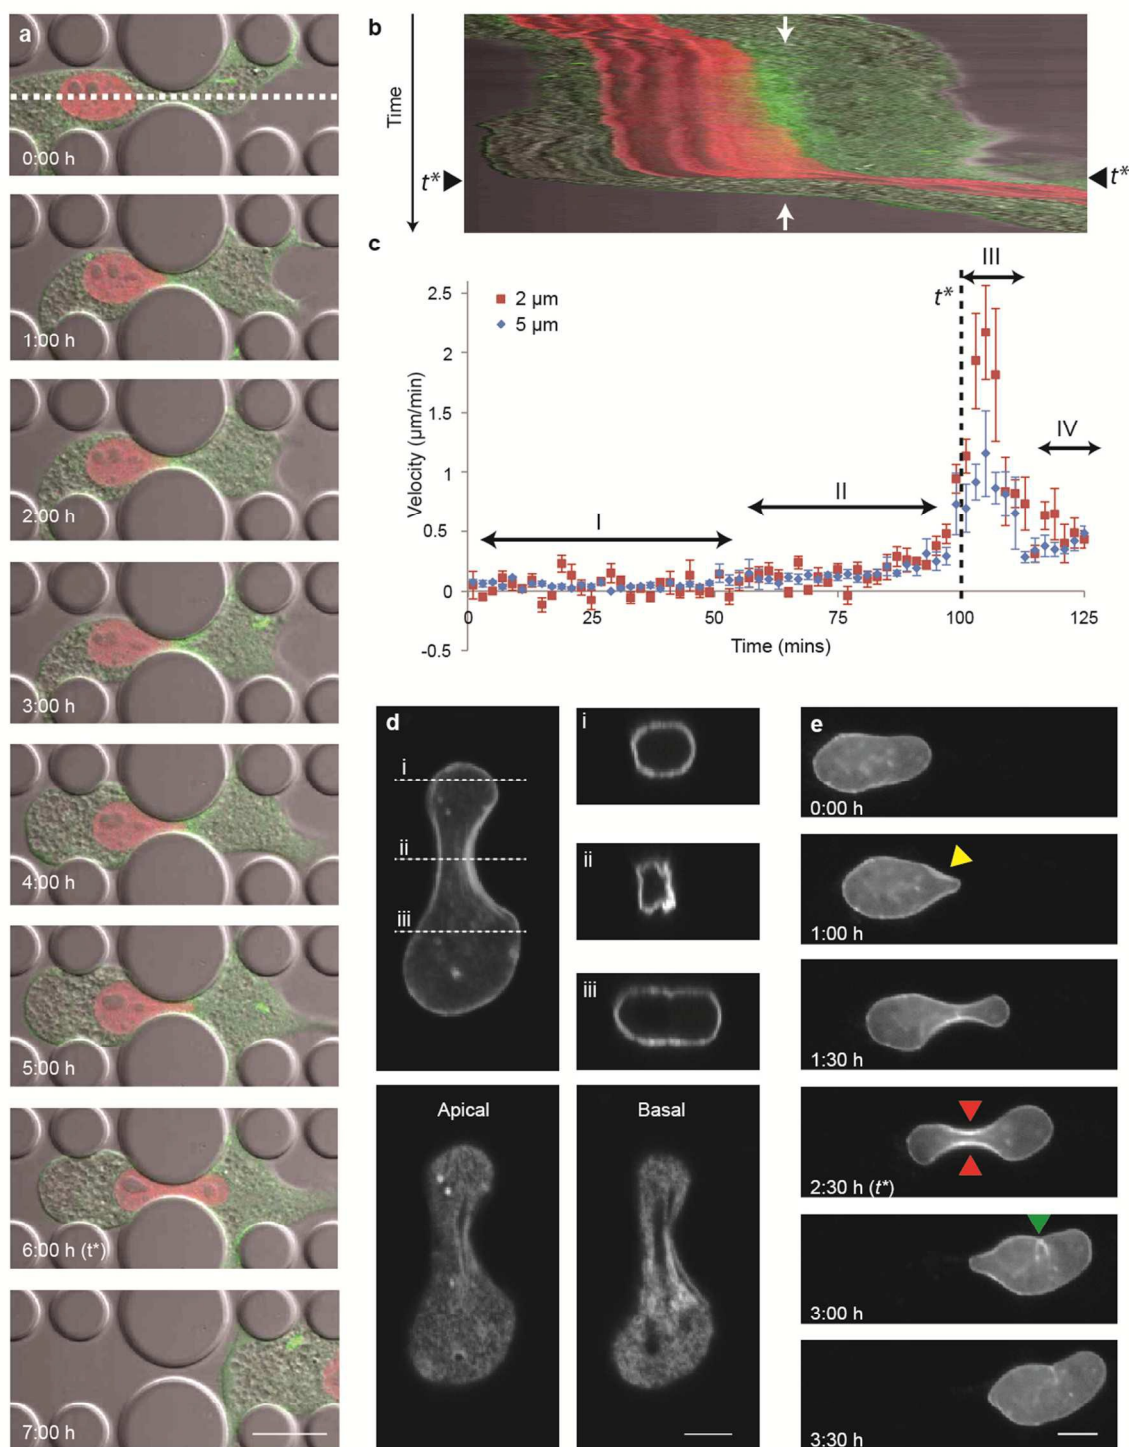 a
0:00 h
1:00 h
2:00 h
3:00 h
4:00 h
5:00 h
6:00 h (t*)
7:00 h
b
Time
t*
t*
c
2 µm
5 µm
t*
I
II
III
IV
Velocity (µm/min)
2.5
2
1.5
1
0.5
0
-0.5
0
25
50
75
100
125
Time (mins)
d
i
ii
iii
i
ii
iii
Apical
Basal
e
0:00 h
1:00 h
1:30 h
2:30 h (t*)
3:00 h
3:30 h